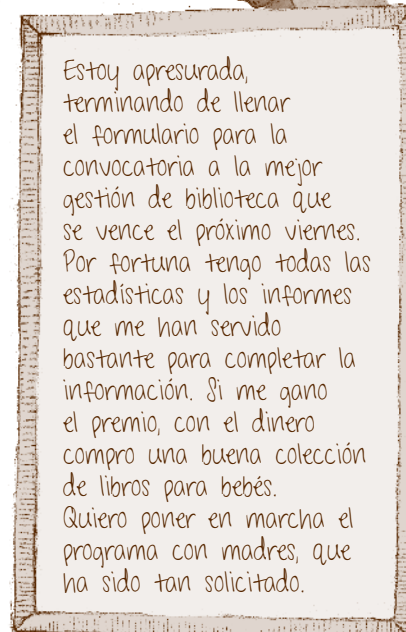 Estoy apresurada,
terminando de llenar
el formulario para la
convocatoria a la mejor
gestión de biblioteca que
se vence el próximo viernes.
Por fortuna tengo todas las
estadísticas y los informes
que me han servido
bastante para completar la
información. Si me gano
el premio, con el dinero
compro una buena colección
de libros para bebés.
Quiero poner en marcha el
programa con madres, que
ha sido tan solicitado.